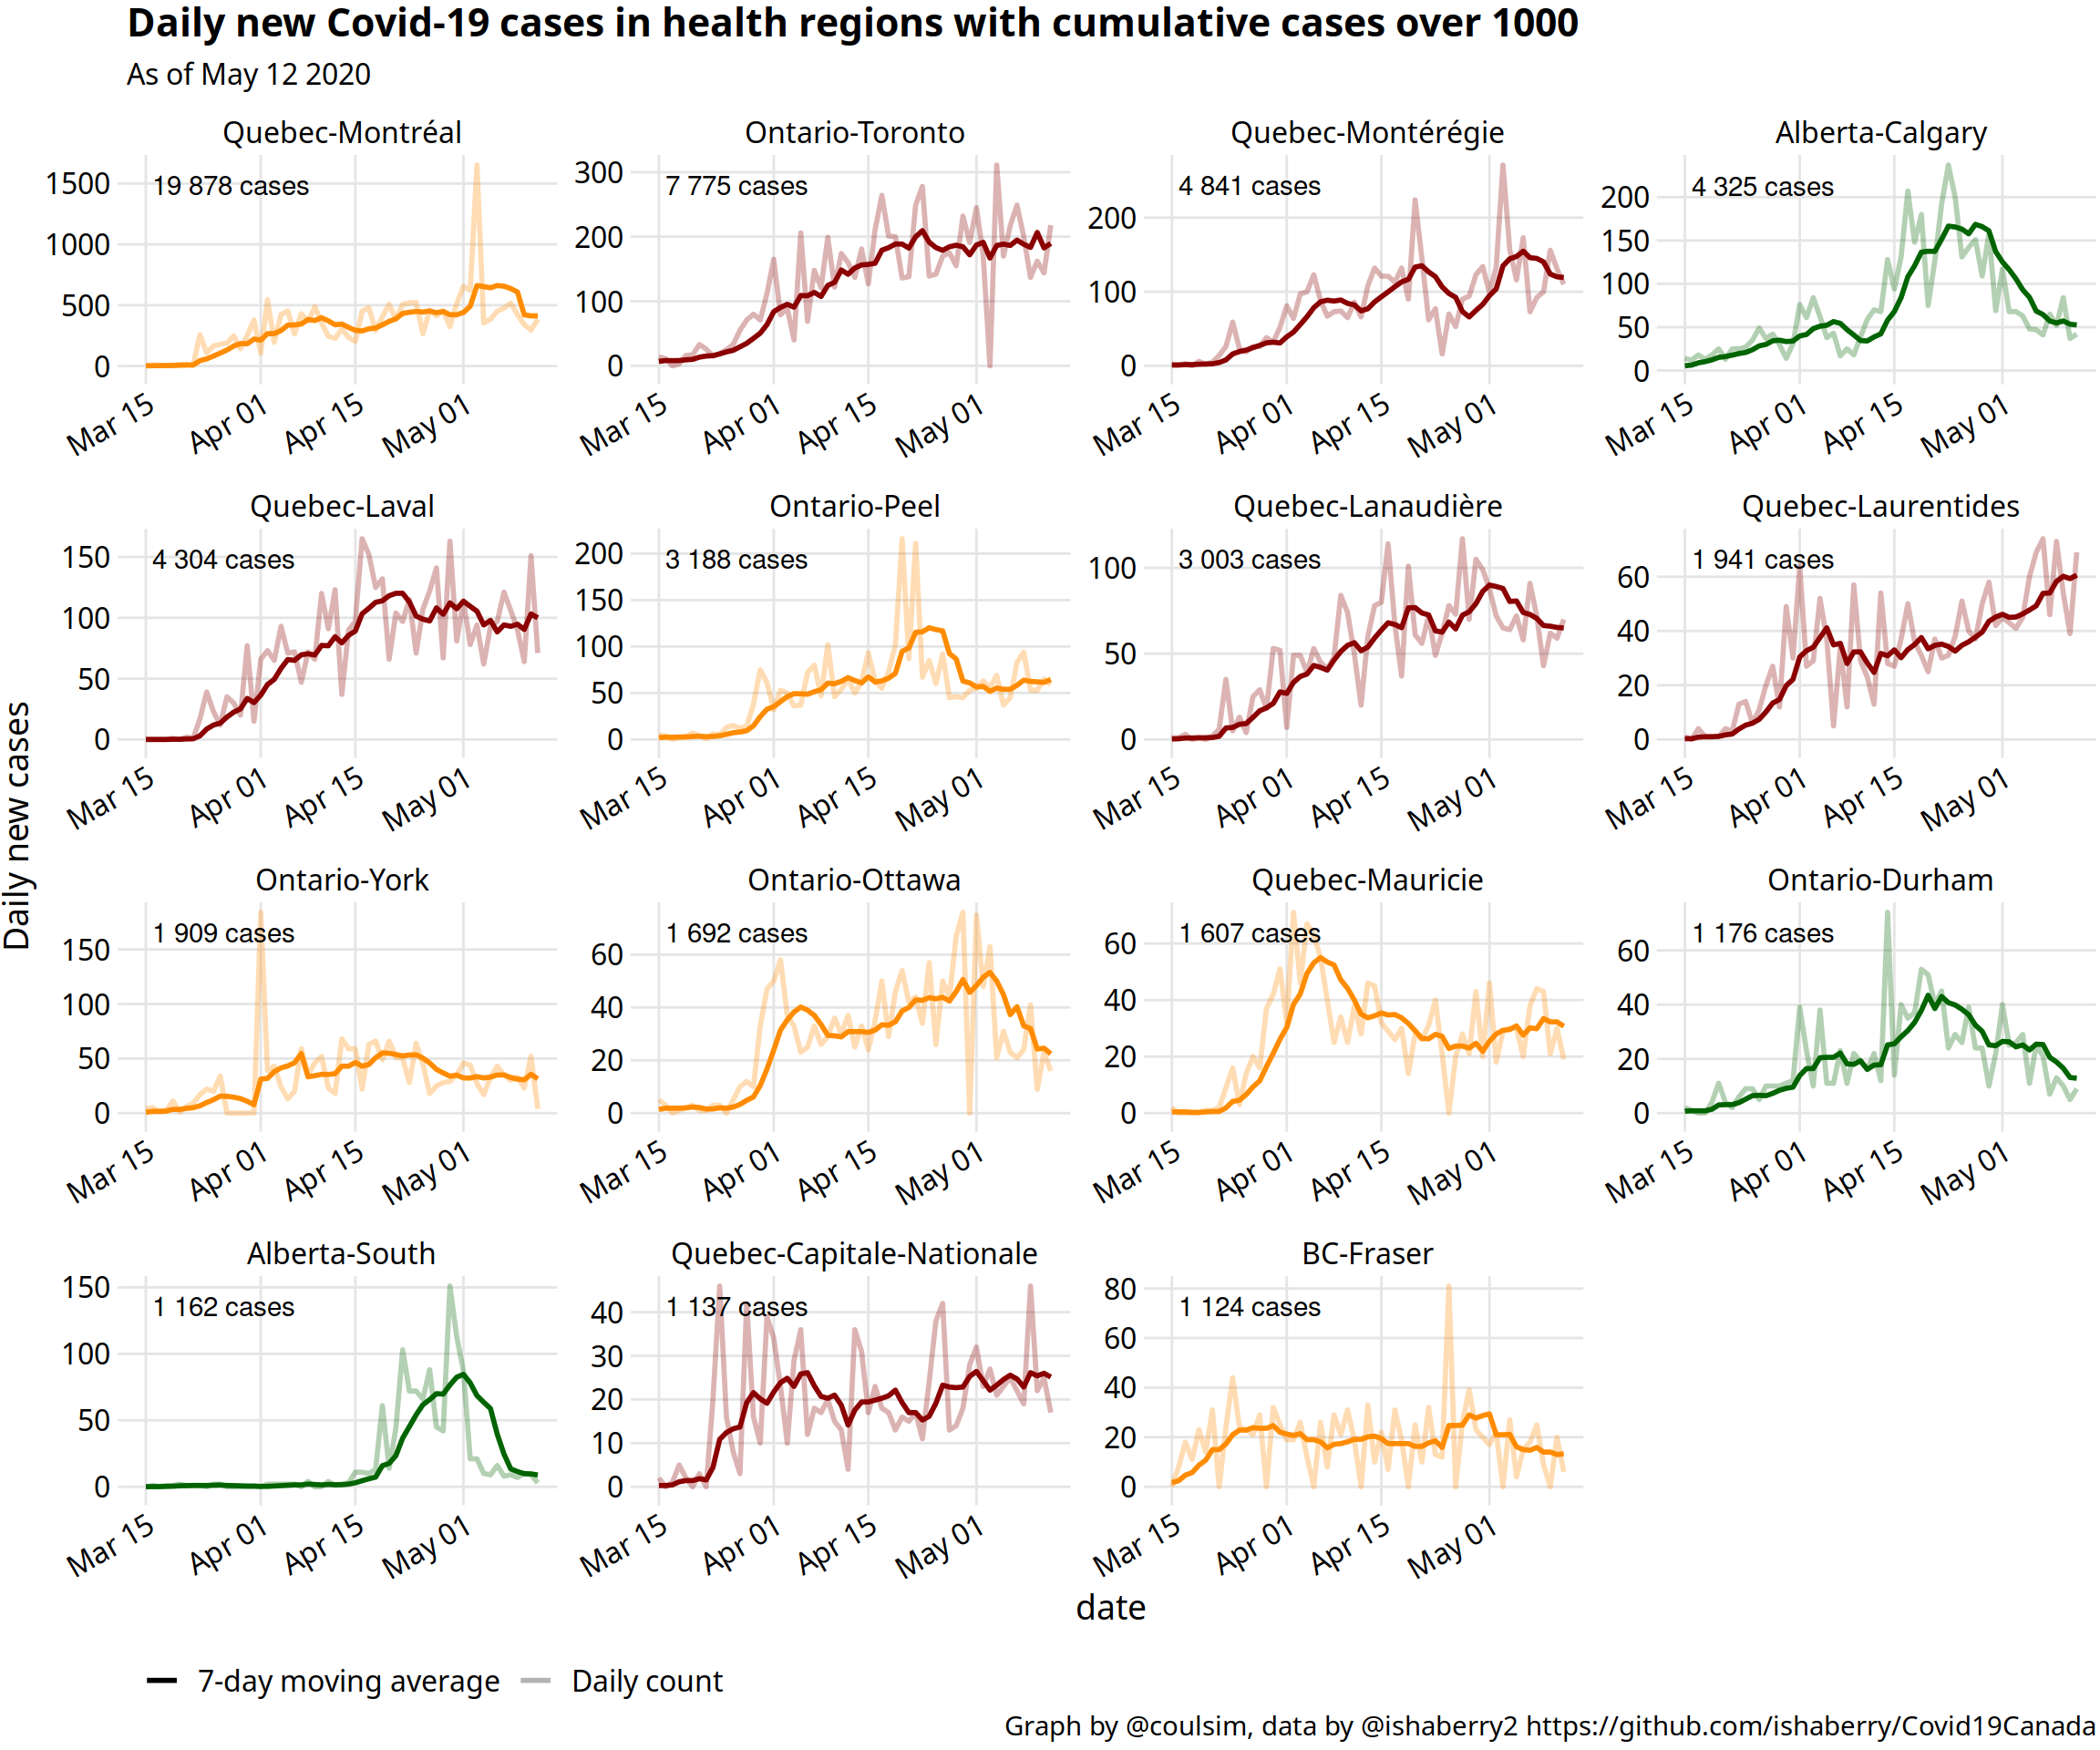 Daily new Covid-19 cases in health regions with cumulative cases over 1000
As of May 12 2020
Daily new cases
Quebec-Montréal
19 878 cases
1500
1000
500
0
Mar 15 Apr 01 Apr 15 May 01
Ontario-Toronto
7 775 cases
300
200
100
0
Mar 15 Apr 01 Apr 15 May 01
Quebec-Montérégie
4 841 cases
200
100
0
Mar 15 Apr 01 Apr 15 May 01
Alberta-Calgary
4 325 cases
200
150
100
50
0
Mar 15 Apr 01 Apr 15 May 01
Quebec-Laval
4 304 cases
150
100
50
0
Mar 15 Apr 01 Apr 15 May 01
Ontario-Peel
3 188 cases
200
150
100
50
0
Mar 15 Apr 01 Apr 15 May 01
Quebec-Lanaudière
3 003 cases
100
50
0
Mar 15 Apr 01 Apr 15 May 01
Quebec-Laurentides
1 941 cases
60
40
20
0
Mar 15 Apr 01 Apr 15 May 01
Ontario-York
1 909 cases
150
100
50
0
Mar 15 Apr 01 Apr 15 May 01
Ontario-Ottawa
1 692 cases
60
40
20
0
Mar 15 Apr 01 Apr 15 May 01
Quebec-Mauricie
1 607 cases
60
40
20
0
Mar 15 Apr 01 Apr 15 May 01
Ontario-Durham
1 176 cases
60
40
20
0
Mar 15 Apr 01 Apr 15 May 01
Alberta-South
1 162 cases
150
100
50
0
Mar 15 Apr 01 Apr 15 May 01
Quebec-Capitale-Nationale
1 137 cases
40
30
20
10
0
Mar 15 Apr 01 Apr 15 May 01
BC-Fraser
1 124 cases
80
60
40
20
0
Mar 15 Apr 01 Apr 15 May 01
date
7-day moving average Daily count
Graph by @coulsim, data by @ishaberry2 https://github.com/ishaberry/Covid19Canada